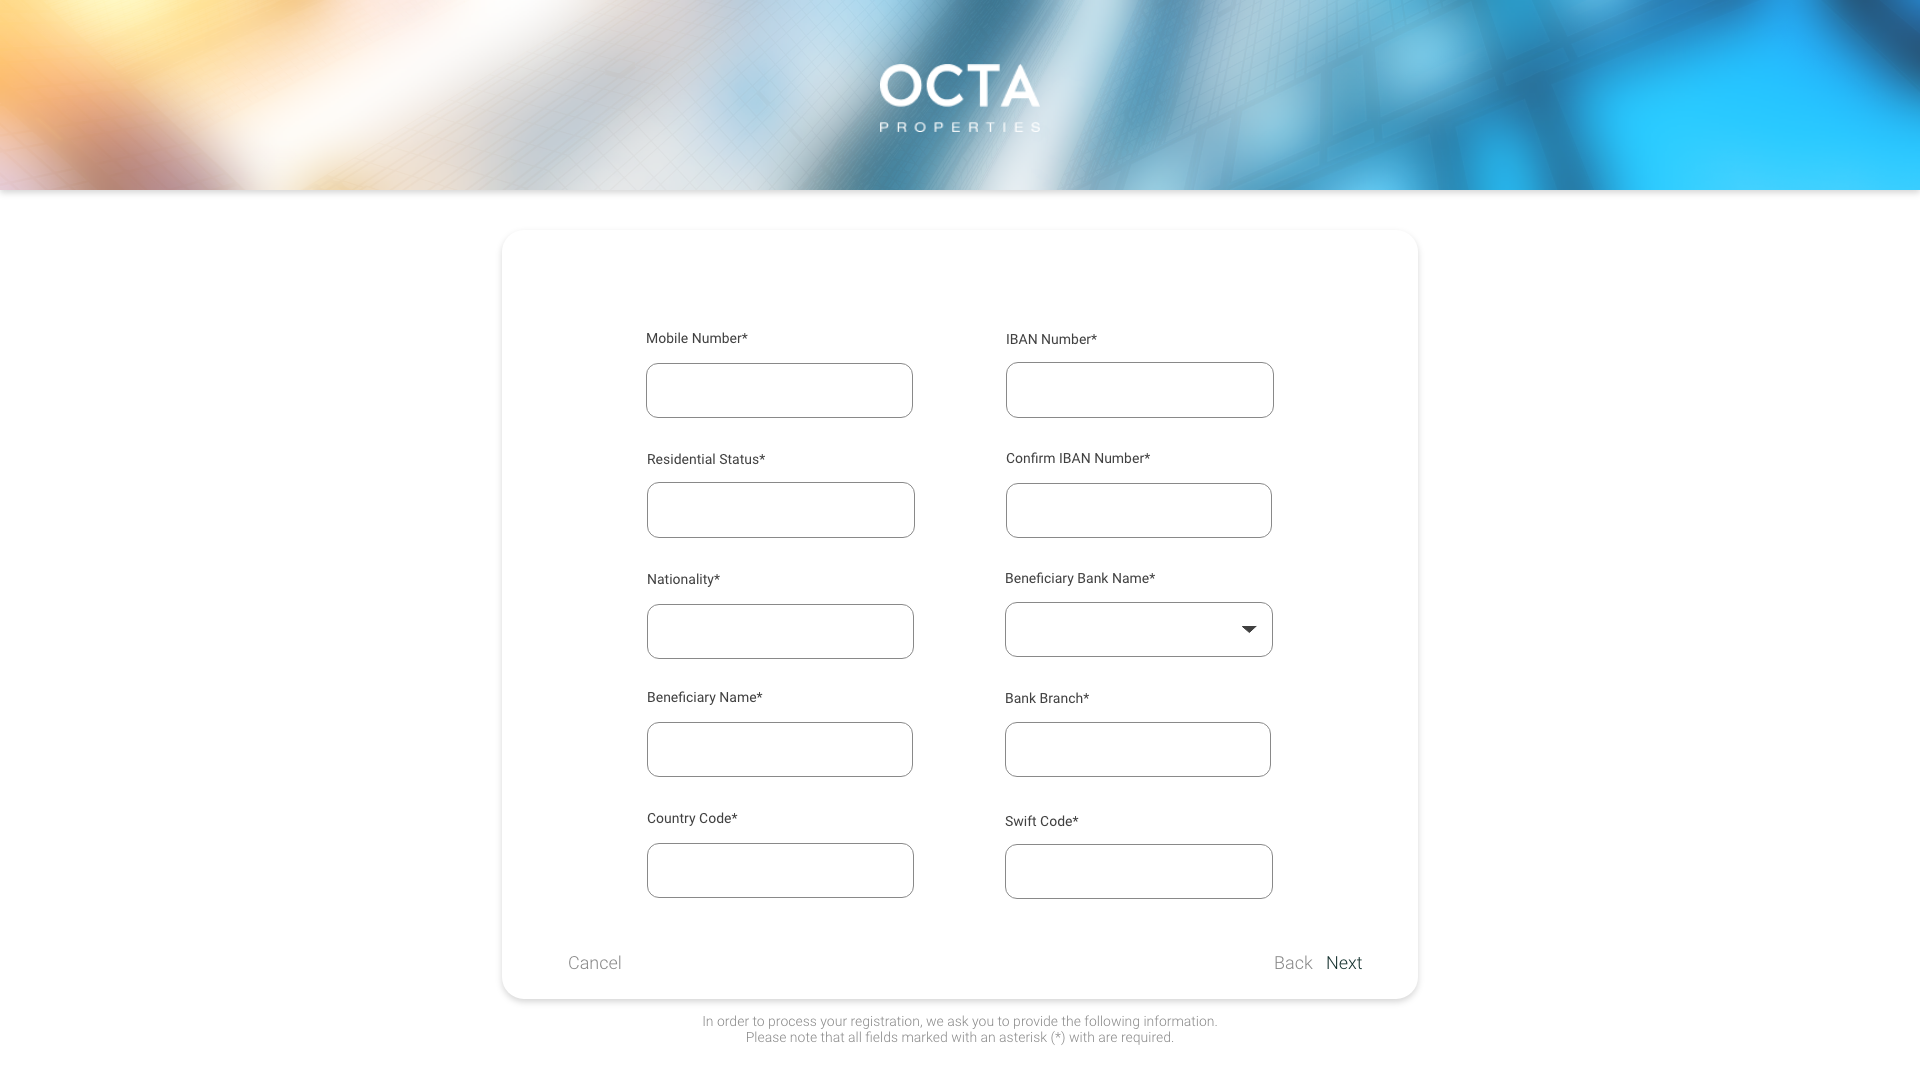 OCTA
PROPERTIES
Mobile Number*
IBAN Number*
Residential Status*
Confirm IBAN Number*
Nationality*
Beneficiary Bank Name*
Beneficiary Name*
Bank Branch*
Country Code*
Swift Code*
Cancel
Back Next
In order to process your registration, we ask you to provide the following information.
Please note that all fields marked with an asterisk (*) with are required.